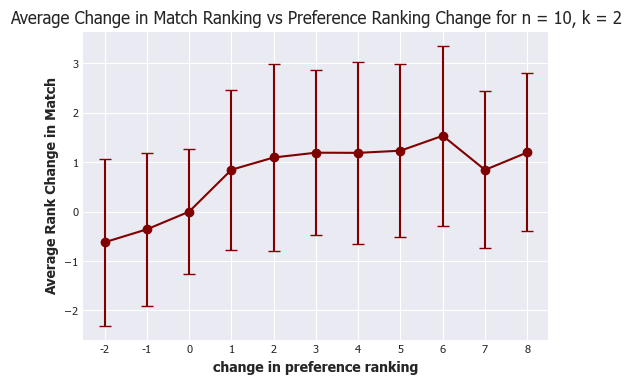 Average Change in Match Ranking vs Preference Ranking Change for n = 10, k = 2
Average Rank Change in Match
3
2
1
0
−1
−2
-2 -1 0 1 2 3 4 5 6 7 8
change in preference ranking